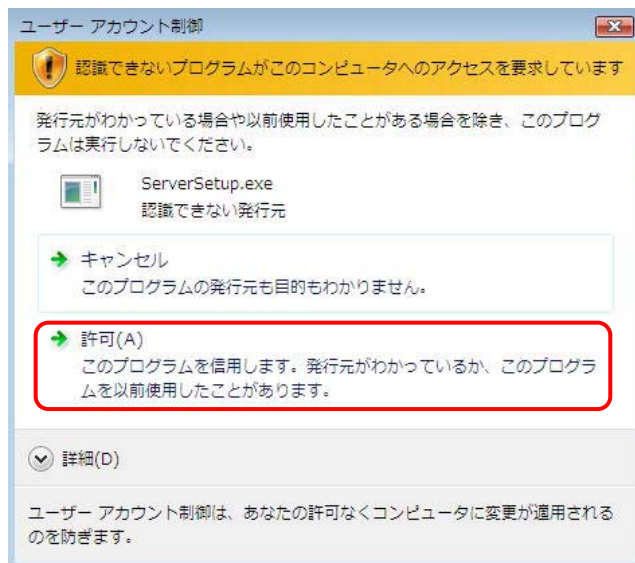 ユーザー アカウント制御
認識できないプログラムがこのコンピュータへのアクセスを要求しています
発行元がわかっている場合や以前使用したことがある場合を除き、このプログ
ラムは実行しないでください。
ServerSetup.exe
認識できない発行元
キャンセル
このプログラムの発行元も目的もわかりません。
許可(A)
このプログラムを信用します。発行元がわかっているか、このプログラ
ムを以前使用したことがあります。
詳細(D)
ユーザー アカウント制御は、あなたの許可なくコンピュータに変更が適用される
のを防ぎます。